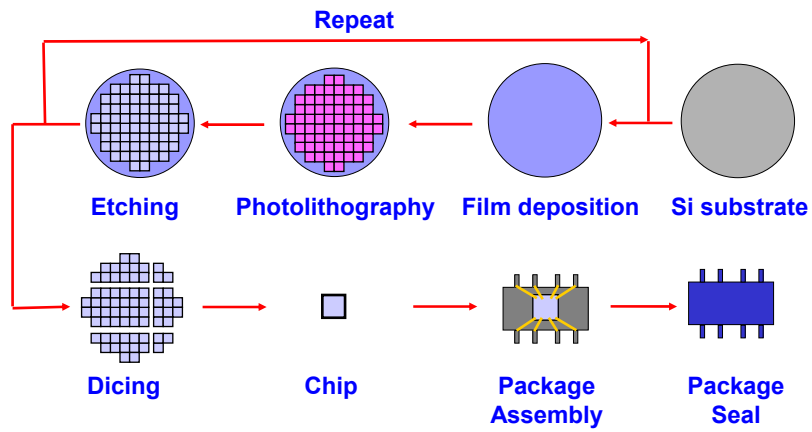 Repeat
Etching
Photolithography
Film deposition
Si substrate
Dicing
Chip
Package
Assembly
Package
Seal